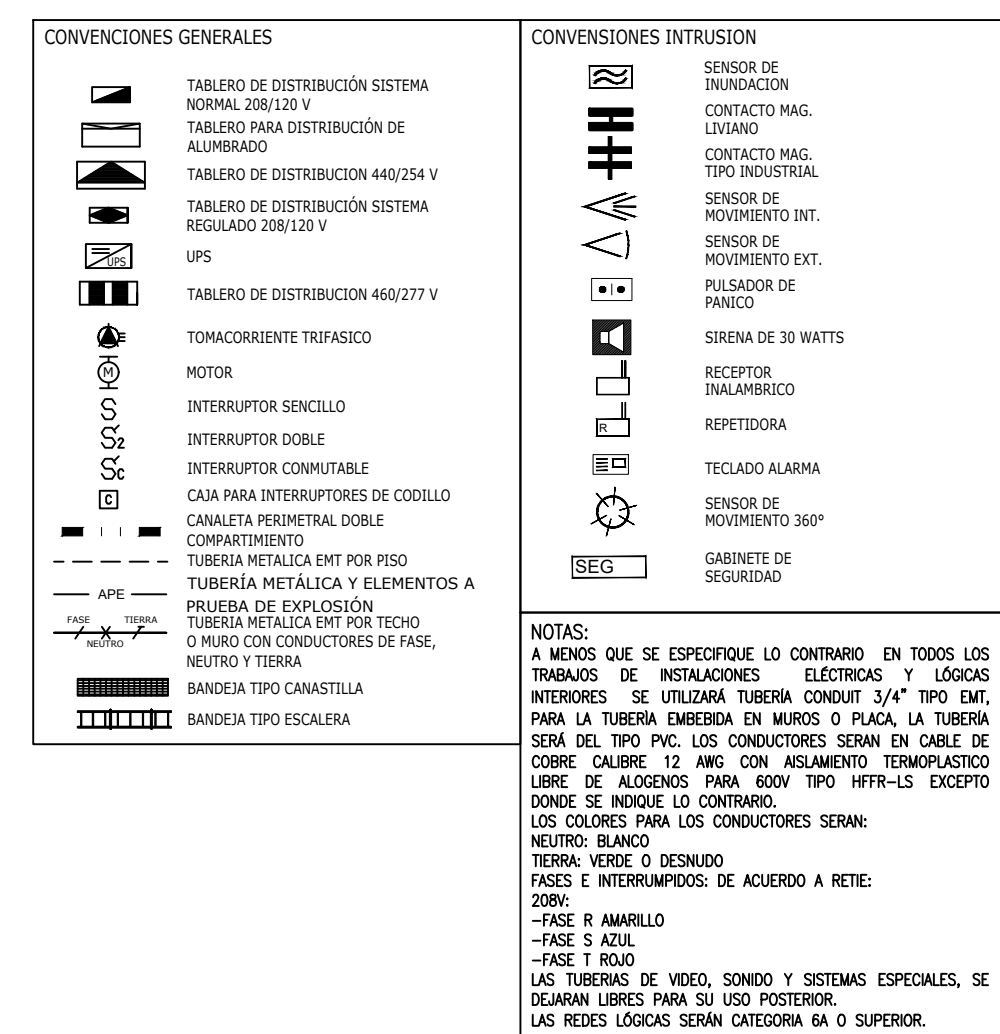 CONVENCIONES GENERALES
TABLERO DE DISTRIBUCIÓN SISTEMA
NORMAL 208/120 V
TABLERO PARA DISTRIBUCIÓN DE
ALUMBRADO
TABLERO DE DISTRIBUCION 440/254 V
TABLERO DE DISTRIBUCIÓN SISTEMA
REGULADO 208/120 V
UPS
UPS
TABLERO DE DISTRIBUCION 460/277 V
TOMACORRIENTE TRIFASICO
M
MOTOR
S
INTERRUPTOR SENCILLO
S2
INTERRUPTOR DOBLE
Sc
INTERRUPTOR CONMUTABLE
C
CAJA PARA INTERRUPTORES DE CODILLO
CANALETA PERIMETRAL DOBLE
COMPARTIMIENTO
TUBERIA METALICA EMT POR PISO
APE
TUBERÍA METÁLICA Y ELEMENTOS A
PRUEBA DE EXPLOSIÓN
FASE TIERRA
NEUTRO
TUBERIA METALICA EMT POR TECHO
O MURO CON CONDUCTORES DE FASE,
NEUTRO Y TIERRA
BANDEJA TIPO CANASTILLA
BANDEJA TIPO ESCALERA
CONVENSIONES INTRUSION
SENSOR DE
INUNDACION
CONTACTO MAG.
LIVIANO
CONTACTO MAG.
TIPO INDUSTRIAL
SENSOR DE
MOVIMIENTO INT.
SENSOR DE
MOVIMIENTO EXT.
PULSADOR DE
PANICO
SIRENA DE 30 WATTS
RECEPTOR
INALAMBRICO
R
REPETIDORA
TECLADO ALARMA
SENSOR DE
MOVIMIENTO 360°
SEG
GABINETE DE
SEGURIDAD
NOTAS:
A MENOS QUE SE ESPECIFIQUE LO CONTRARIO EN TODOS LOS
TRABAJOS DE INSTALACIONES ELÉCTRICAS Y LÓGICAS
INTERIORES SE UTILIZARÁ TUBERÍA CONDUIT 3/4" TIPO EMT,
PARA LA TUBERÌA EMBEBIDA EN MUROS O PLACA, LA TUBERÍA
SERÁ DEL TIPO PVC. LOS CONDUCTORES SERAN EN CABLE DE
COBRE CALIBRE 12 AWG CON AISLAMIENTO TERMOPLASTICO
LIBRE DE ALOGENOS PARA 600V TIPO HFFR-LS EXCEPTO
DONDE SE INDIQUE LO CONTRARIO.
LOS COLORES PARA LOS CONDUCTORES SERAN:
NEUTRO: BLANCO
TIERRA: VERDE O DESNUDO
FASES E INTERRUMPIDOS: DE ACUERDO A RETIE:
208V:
-FASE R AMARILLO
-FASE S AZUL
-FASE T ROJO
LAS TUBERIAS DE VIDEO, SONIDO Y SISTEMAS ESPECIALES, SE
DEJARAN LIBRES PARA SU USO POSTERIOR.
LAS REDES LÓGICAS SERÁN CATEGORIA 6A O SUPERIOR.